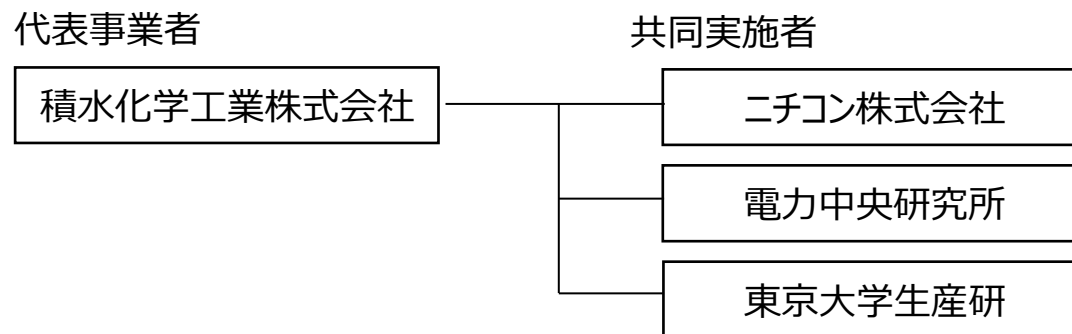 代表事業者
共同実施者
積水化学工業株式会社
ニチコン株式会社
電力中央研究所
東京大学生産研